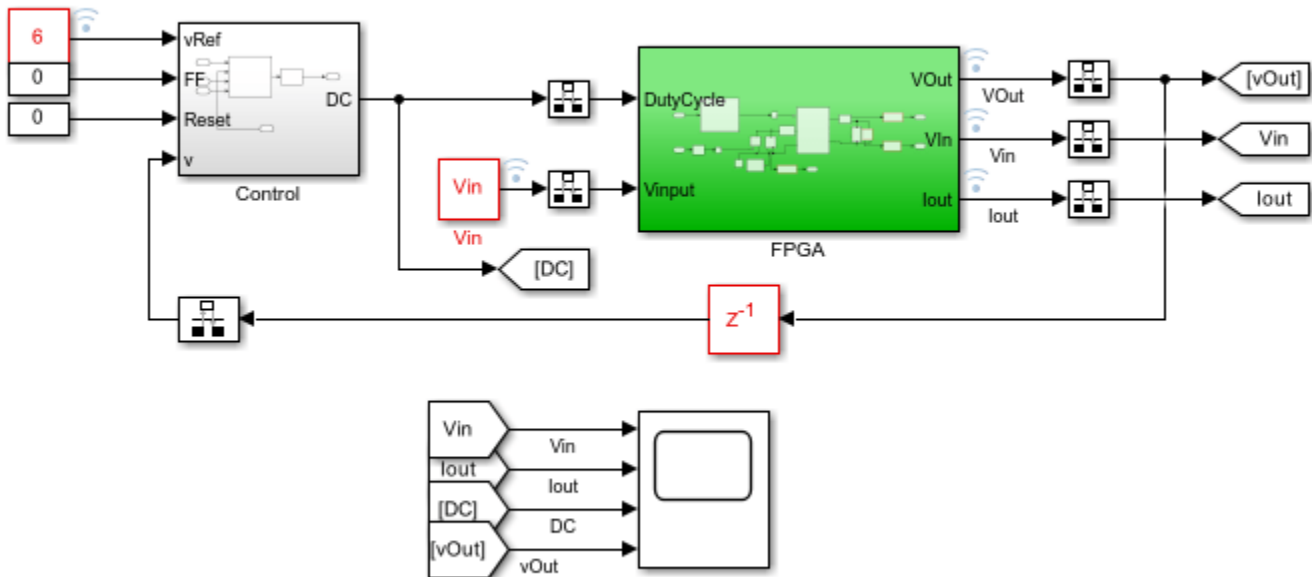 6
0
0
vRef
FF
Reset
v
DC
Control
Vin
Vin
[DC]
DutyCycle
Vinput
VOut
VIn
Iout
FPGA
VOut
Vin
Iout
[vOut]
Vin
Iout
Z-1
Vin
Iout
[DC]
[vOut]
Vin
Iout
DC
vOut